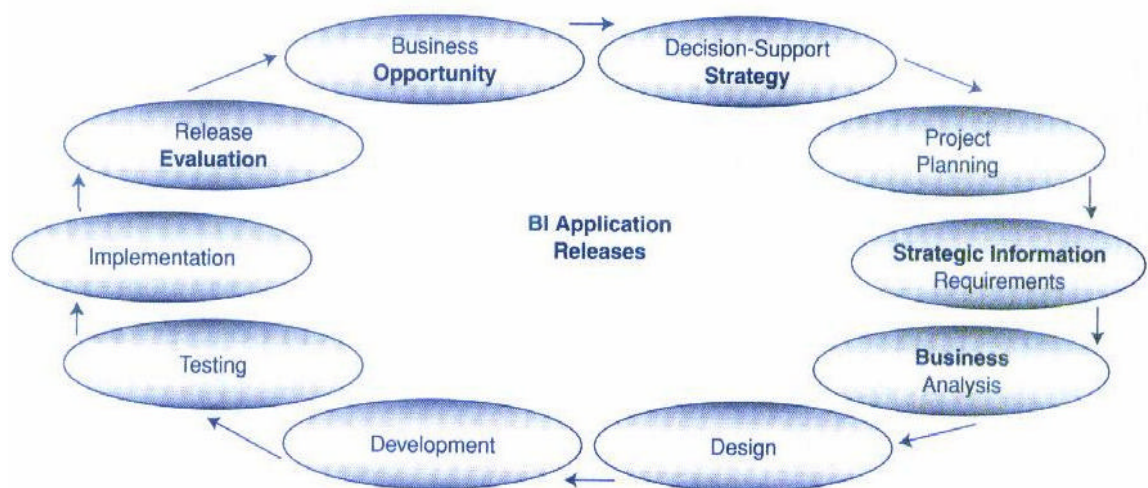 Business
Opportunity
Decision-Support
Strategy
Project
Planning
Strategic Information
Requirements
Business
Analysis
Design
Development
Testing
Implementation
Release
Evaluation
BI Application
Releases